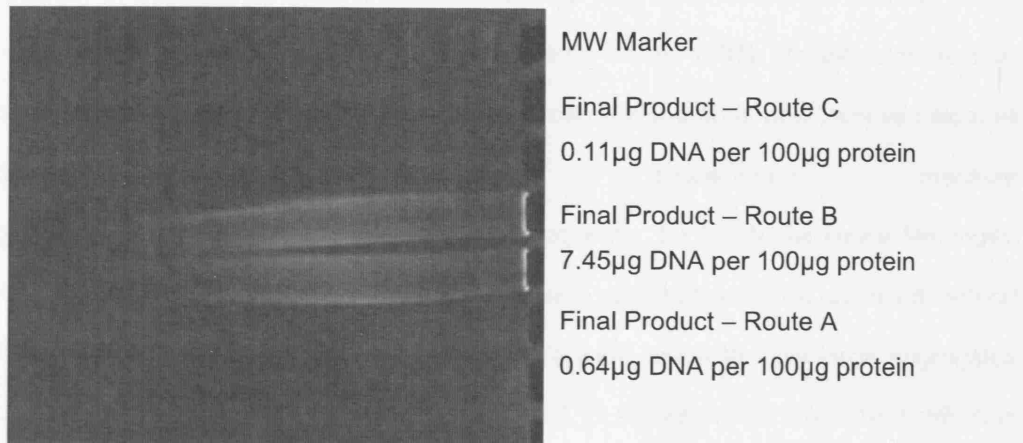 MW Marker
Final Product – Route C
0.11µg DNA per 100µg protein
Final Product – Route B
7.45µg DNA per 100µg protein
Final Product – Route A
0.64µg DNA per 100µg protein